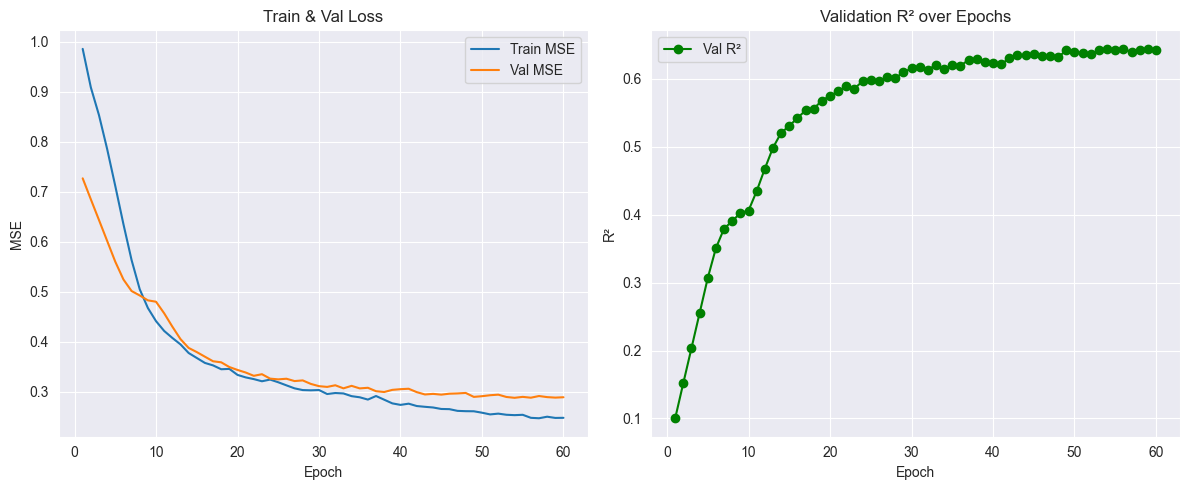 Train & Val Loss
Train MSE
Val MSE
1.0
0.9
0.8
0.7
0.6
0.5
0.4
0.3
MSE
0 10 20 30 40 50 60
Epoch
Validation R² over Epochs
Val R²
0.6
0.5
0.4
0.3
0.2
0.1
R²
0 10 20 30 40 50 60
Epoch